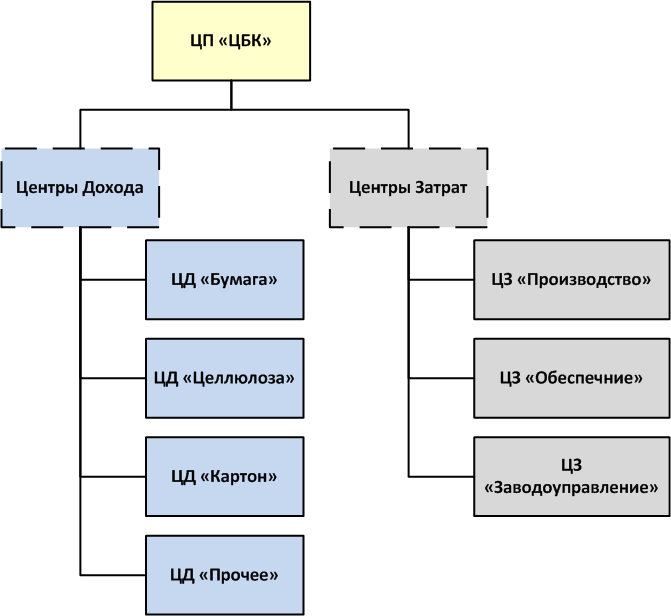 ЦП «ЦБК»
Центры Дохода
Центры Затрат
ЦД «Бумага»
ЦЗ «Производство»
ЦД «Целлюлоза»
ЦЗ «Обеспечние»
ЦД «Картон»
ЦЗ
«Заводоуправление»
ЦД «Прочее»